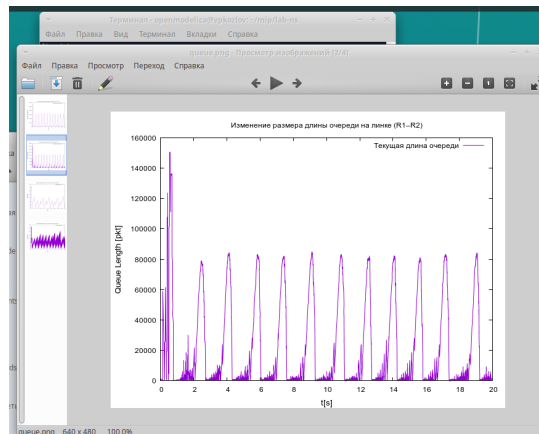 Терминал - openmodelica@vpkozlov: ~/mip/lab-ns
Файл Правка Вид Терминал Вкладки Справка
queue.png - Просмотр изображений [2/4]
Файл Правка Просмотр Переход Справка
Изменение размера длины очереди на линке (R1–R2)
Текущая длина очереди
160000
140000
120000
100000
80000
60000
40000
20000
0
Queue Length [pkt]
0 2 4 6 8 10 12 14 16 18 20
t[s]
queue.png 640 x 480 100.0%